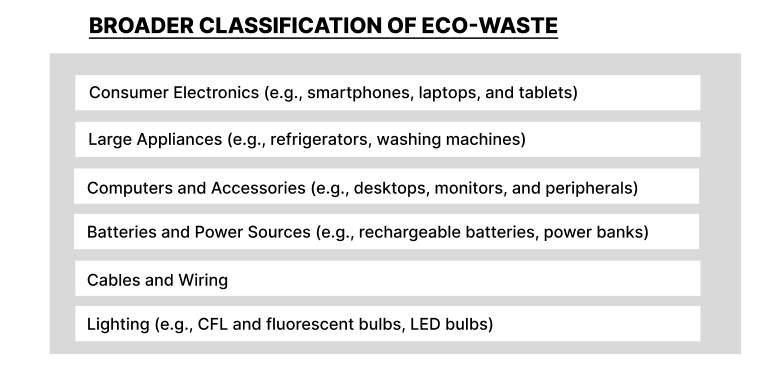 BROADER CLASSIFICATION OF ECO-WASTE
Consumer Electronics (e.g., smartphones, laptops, and tablets)
Large Appliances (e.g., refrigerators, washing machines)
Computers and Accessories (e.g., desktops, monitors, and peripherals)
Batteries and Power Sources (e.g., rechargeable batteries, power banks)
Cables and Wiring
Lighting (e.g., CFL and fluorescent bulbs, LED bulbs)